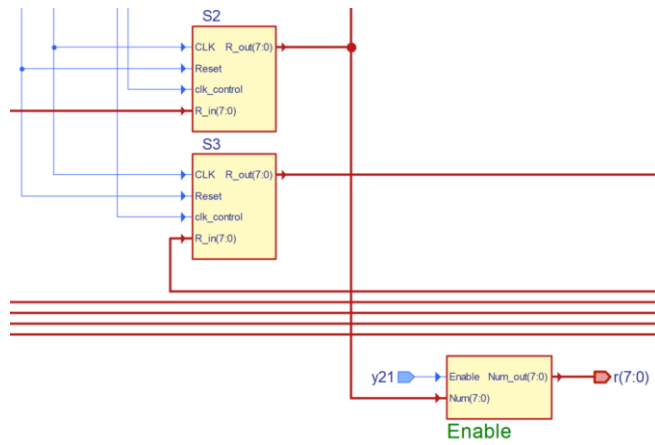 S2
CLK R_out(7:0)
Reset
clk_control
R_in(7:0)
S3
CLK R_out(7:0)
Reset
clk_control
R_in(7:0)
y21 Enable Num_out(7:0) r(7:0)
Num(7:0)
Enable